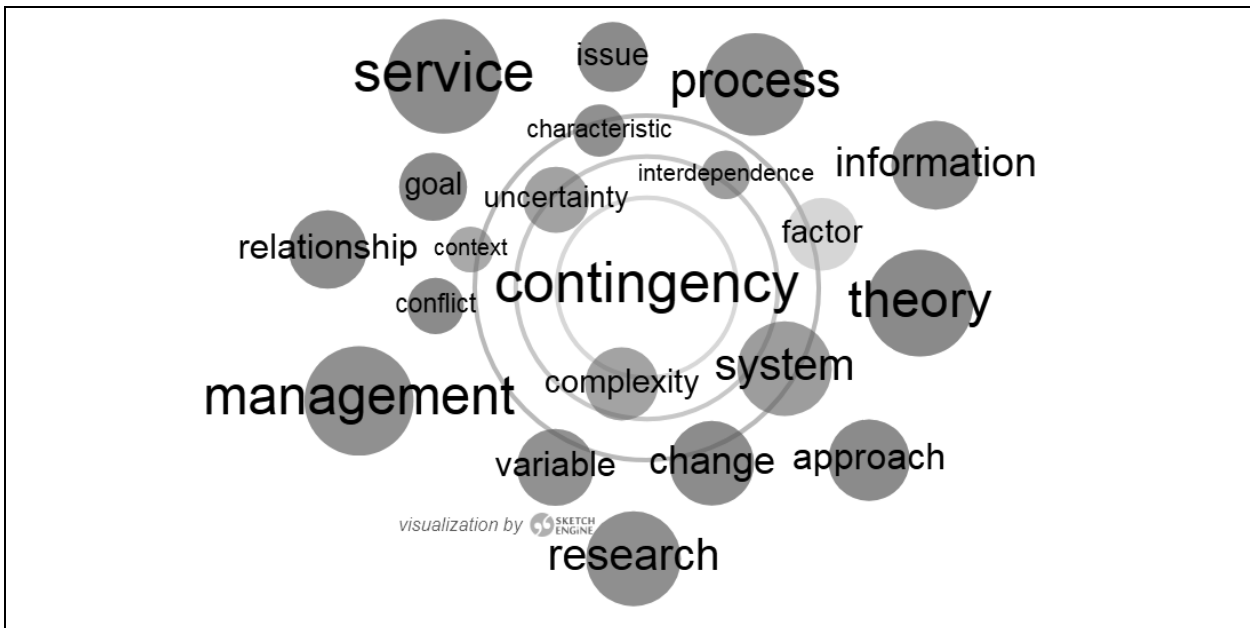 issue
service
process
characteristic
information
interdependence
goal
uncertainty
factor
relationship
context
contingency
conflict
theory
system
complexity
management
approach
change
variable
visualization by SKETCH ENGINE
research